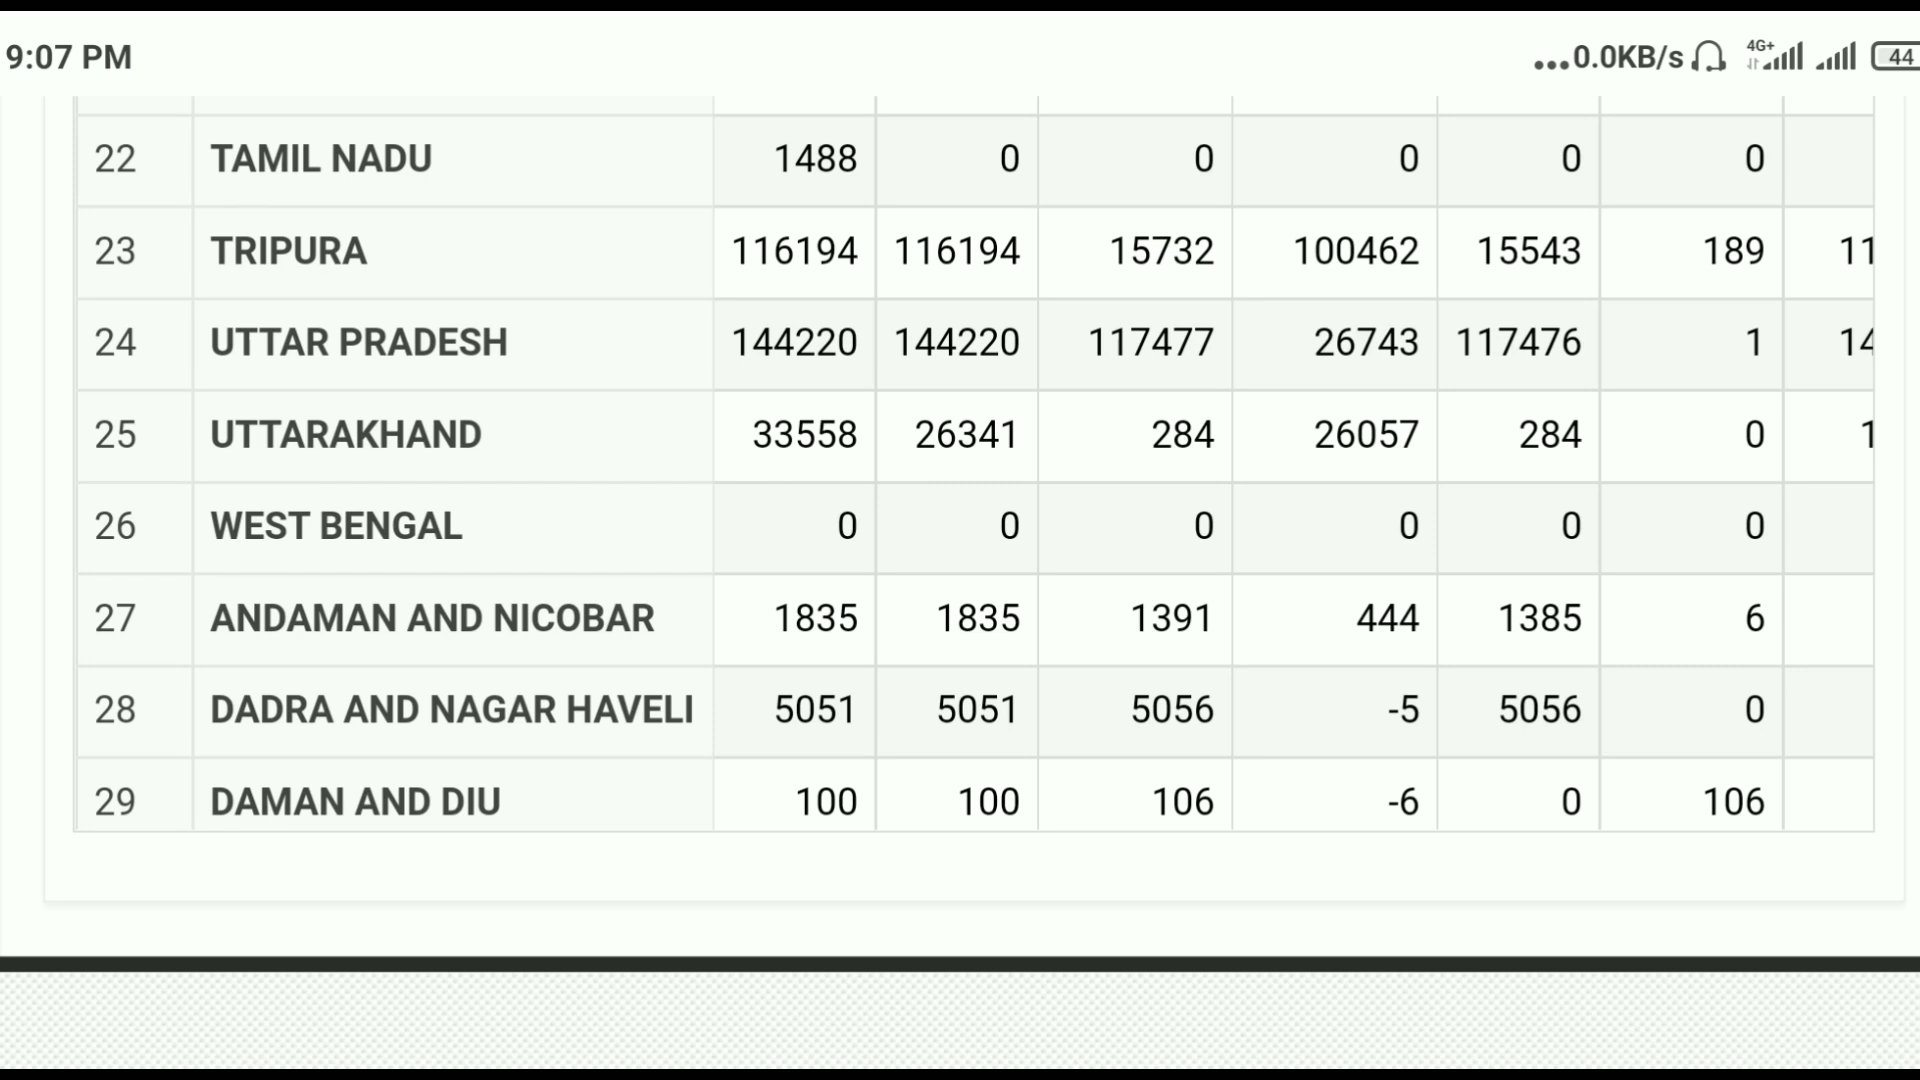 9:07 PM ...0.0KB/s 4G+ 44
22 TAMIL NADU 1488 0 0 0 0 0
23 TRIPURA 116194 116194 15732 100462 15543 189 11
24 UTTAR PRADESH 144220 144220 117477 26743 117476 1 14
25 UTTARAKHAND 33558 26341 284 26057 284 0 1
26 WEST BENGAL 0 0 0 0 0 0
27 ANDAMAN AND NICOBAR 1835 1835 1391 444 1385 6
28 DADRA AND NAGAR HAVELI 5051 5051 5056 -5 5056 0
29 DAMAN AND DIU 100 100 106 -6 0 106